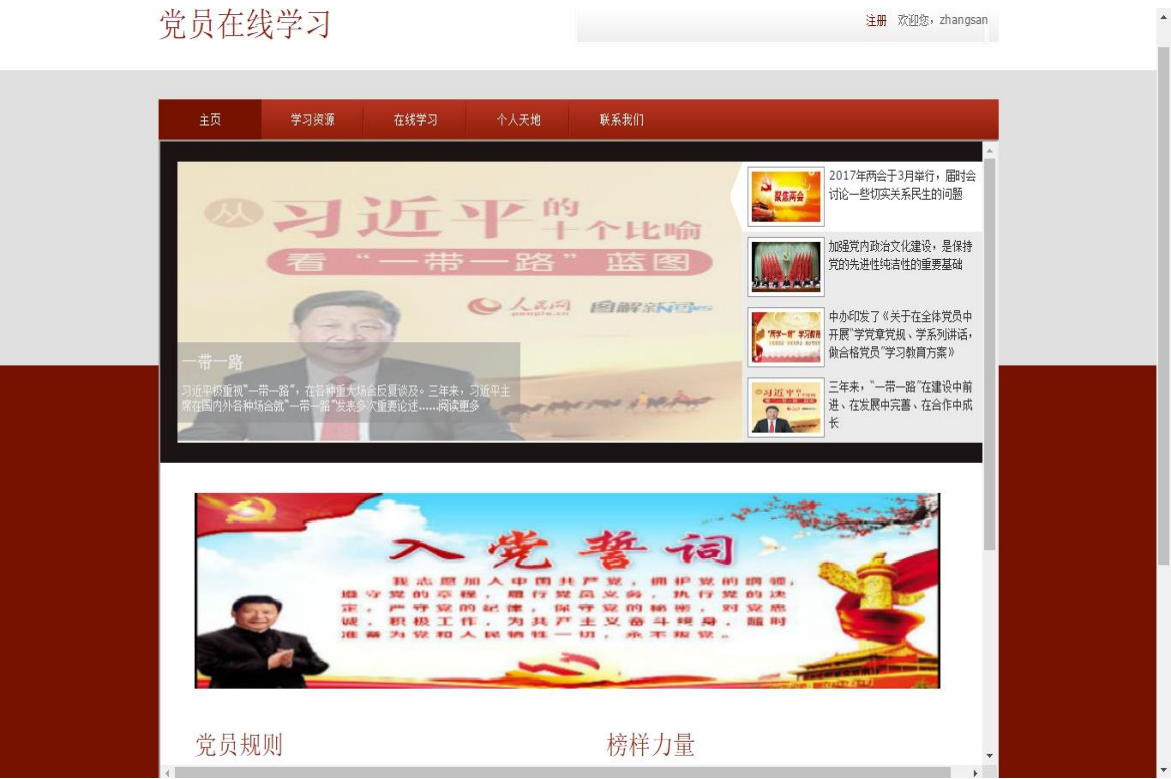 党员在线学习
注册 欢迎您，zhangsan
主页 学习资源 在线学习 个人天地 联系我们
从习近平的十个比喻
看“一带一路”蓝图
人民网 图解新闻
people.cn
一带一路
习近平极重视"一带一路"，在各种重大场合反复谈及。三年来，习近平主
席在国内外各种场合就"一带一路"发表多次重要论述......阅读更多
聚焦两会
2017年两会于3月举行，届时会
讨论一些切实关系民生的问题
加强党内政治文化建设，是保持
党的先进性纯洁性的重要基础
"两学一做"学习教育
中办印发了《关于在全体党员中
开展"学党章党规、学系列讲话，
做合格党员"学习教育方案》
三年来，"一带一路"在建设中前
进、在发展中完善、在合作中成
长
入党誓词
我志愿加入中国共产党，拥护党的纲领，
遵守党的章程，履行党员义务，执行党的决
定，严守党的纪律，保守党的秘密，对党忠
诚，积极工作，为共产主义奋斗终身，随时
准备为党和人民牺牲一切，永不叛党。
党员规则 榜样力量